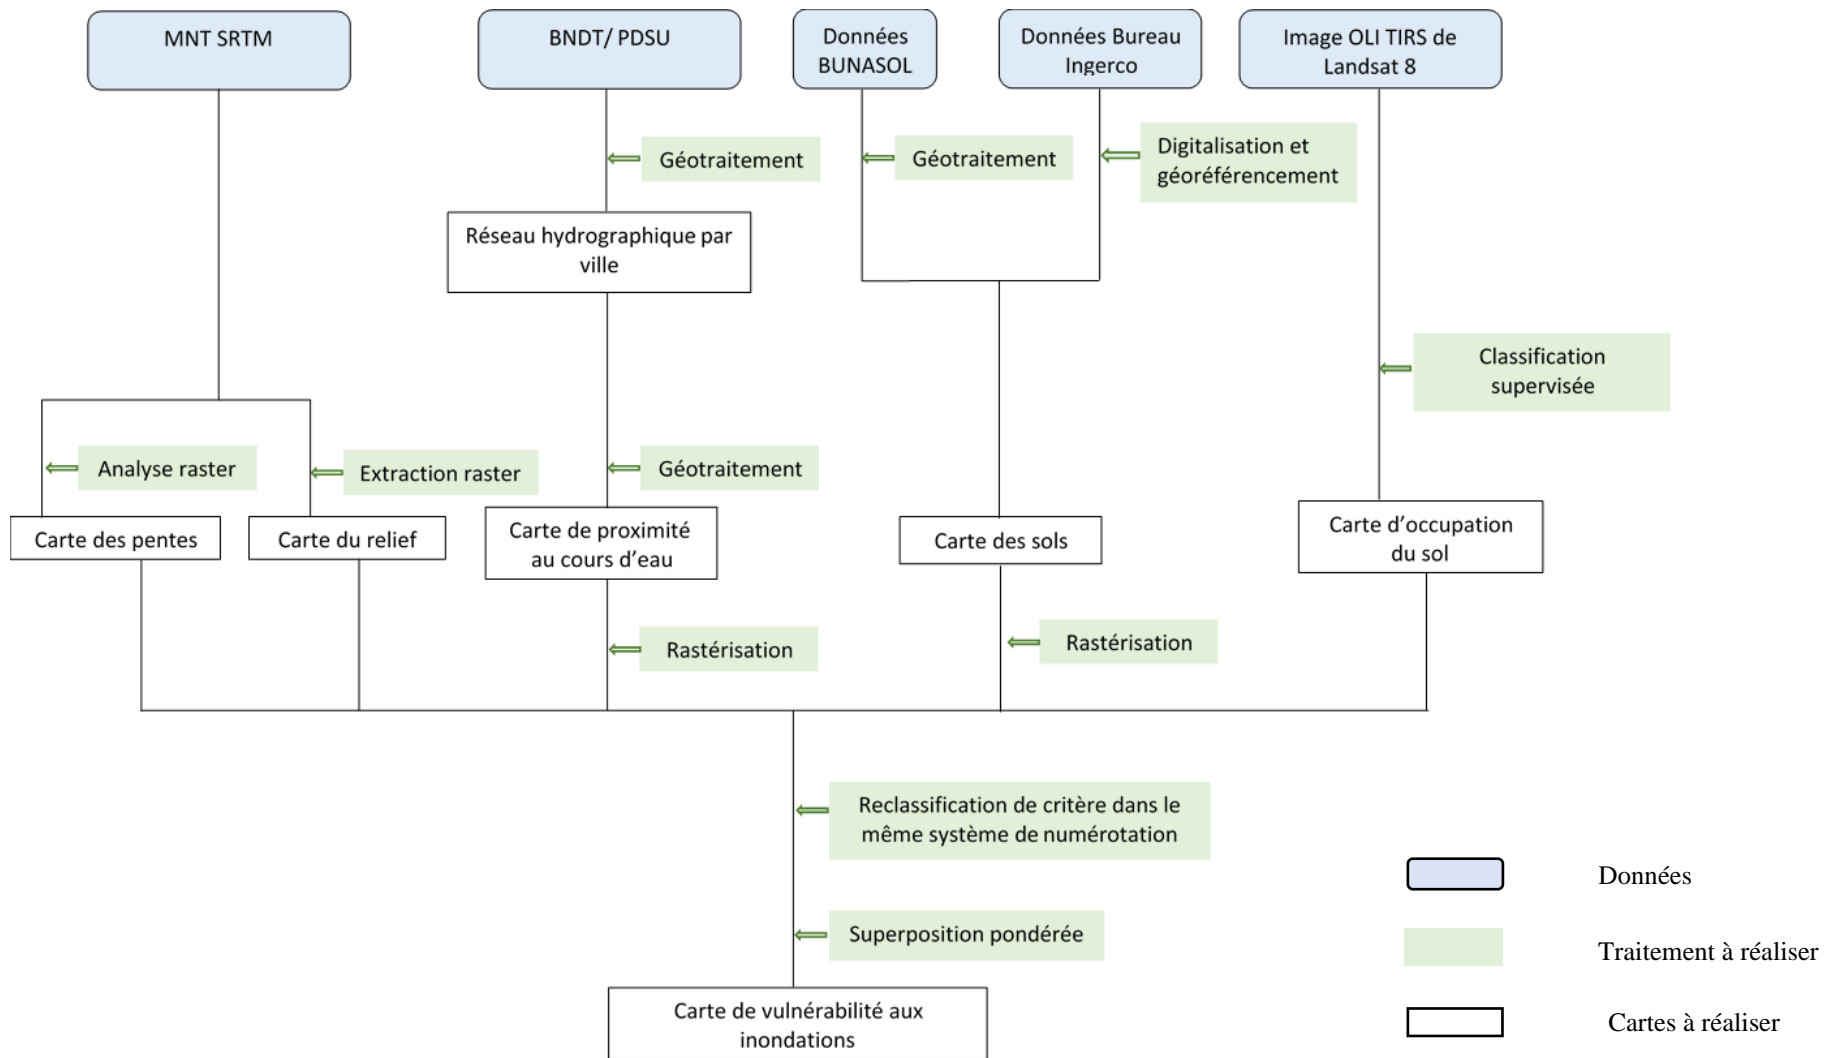 MNT SRTM
BNDT/ PDSU
Données
BUNASOL
Données Bureau
Ingerco
Image OLI TIRS de
Landsat 8
Géotraitement
Géotraitement
Digitalisation et
géoréférencement
Réseau hydrographique par
ville
Classification
supervisée
Analyse raster
Extraction raster
Géotraitement
Carte des pentes
Carte du relief
Carte de proximité
au cours d'eau
Carte des sols
Carte d'occupation
du sol
Rastérisation
Rastérisation
Reclassification de critère dans le
même système de numérotation
Superposition pondérée
Carte de vulnérabilité aux
inondations
Données
Traitement à réaliser
Cartes à réaliser